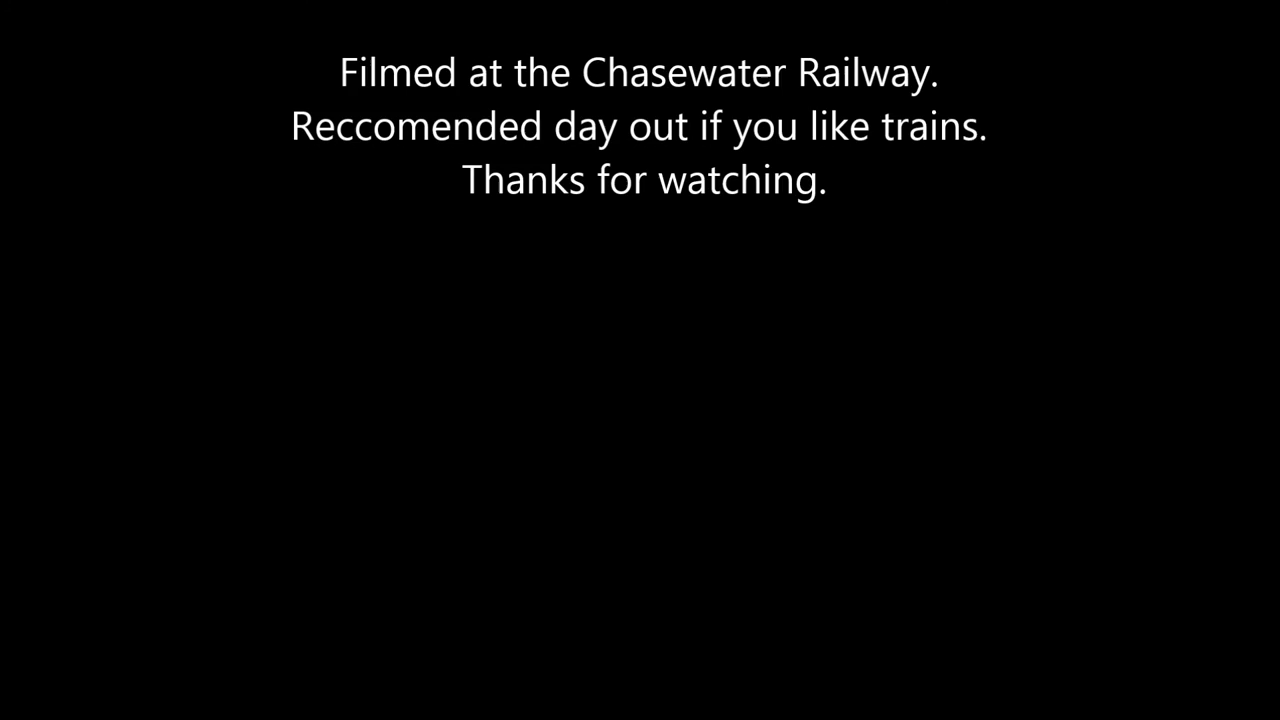 Filmed at the Chasewater Railway.
Reccomended day out if you like trains.
Thanks for watching.